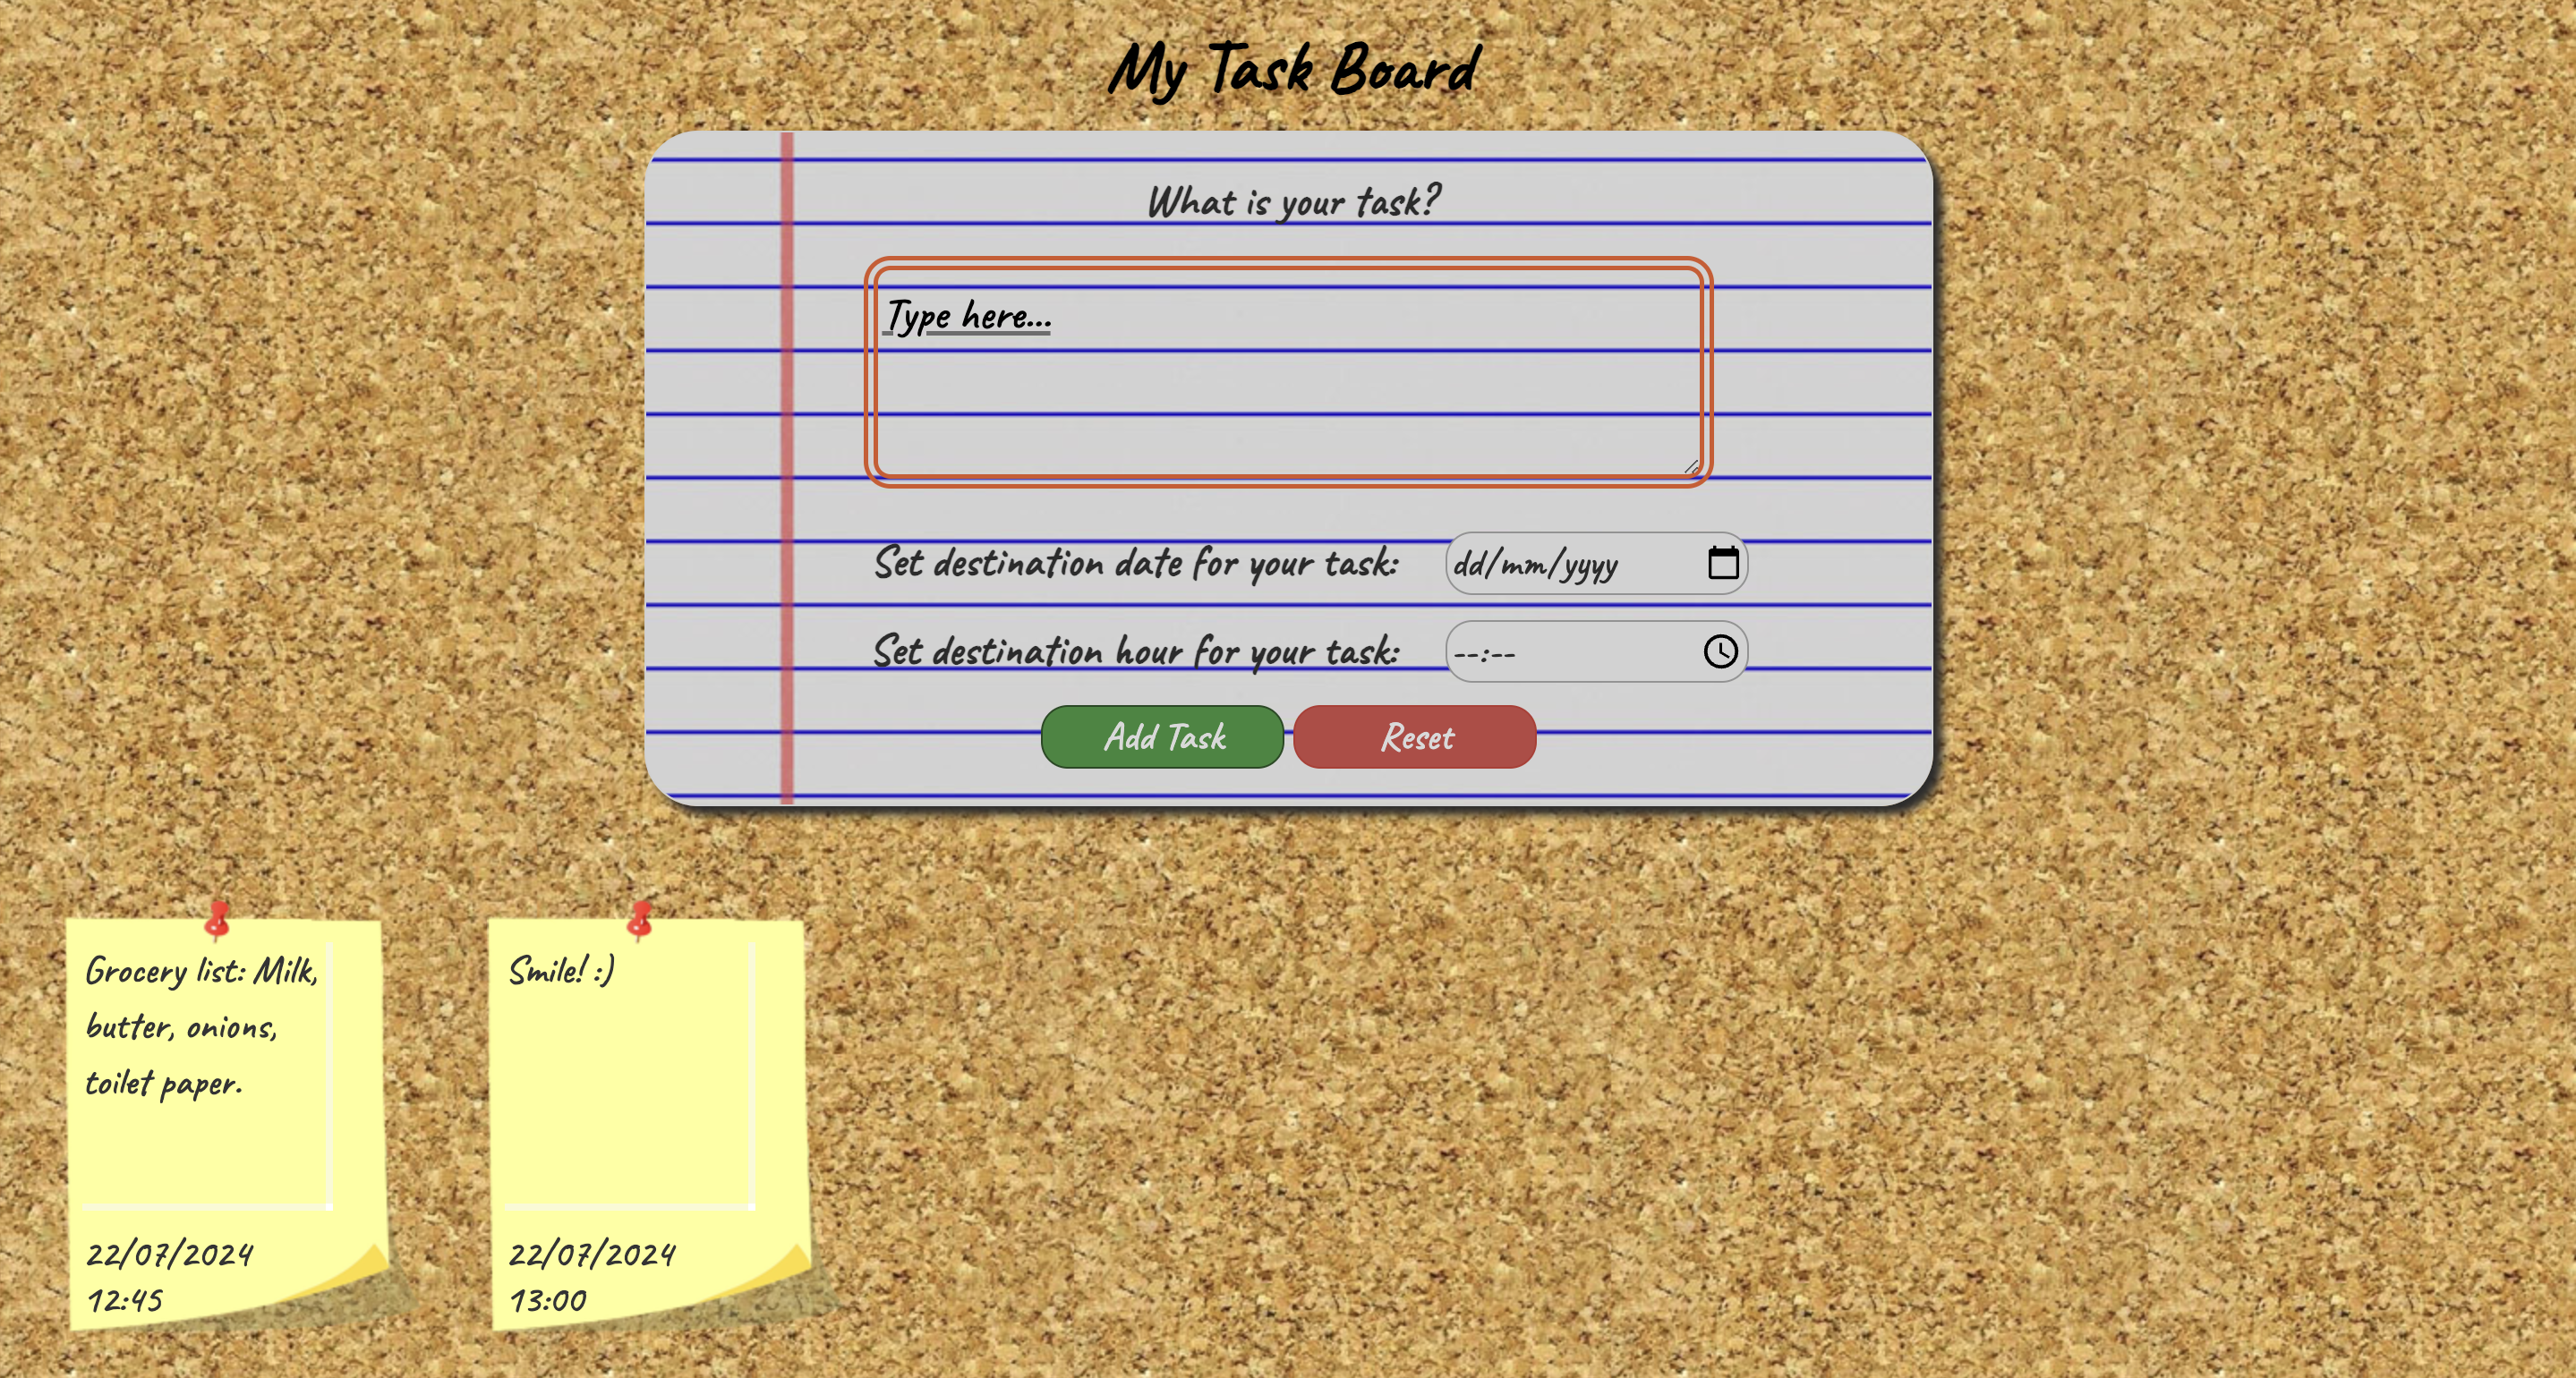 My Task Board
What is your task?
Type here...
Set destination date for your task: dd/mm/yyyy
Set destination hour for your task: --:--
Add Task Reset
Grocery list: Milk,
butter, onions,
toilet paper.
22/07/2024
12:45
Smile! :)
22/07/2024
13:00